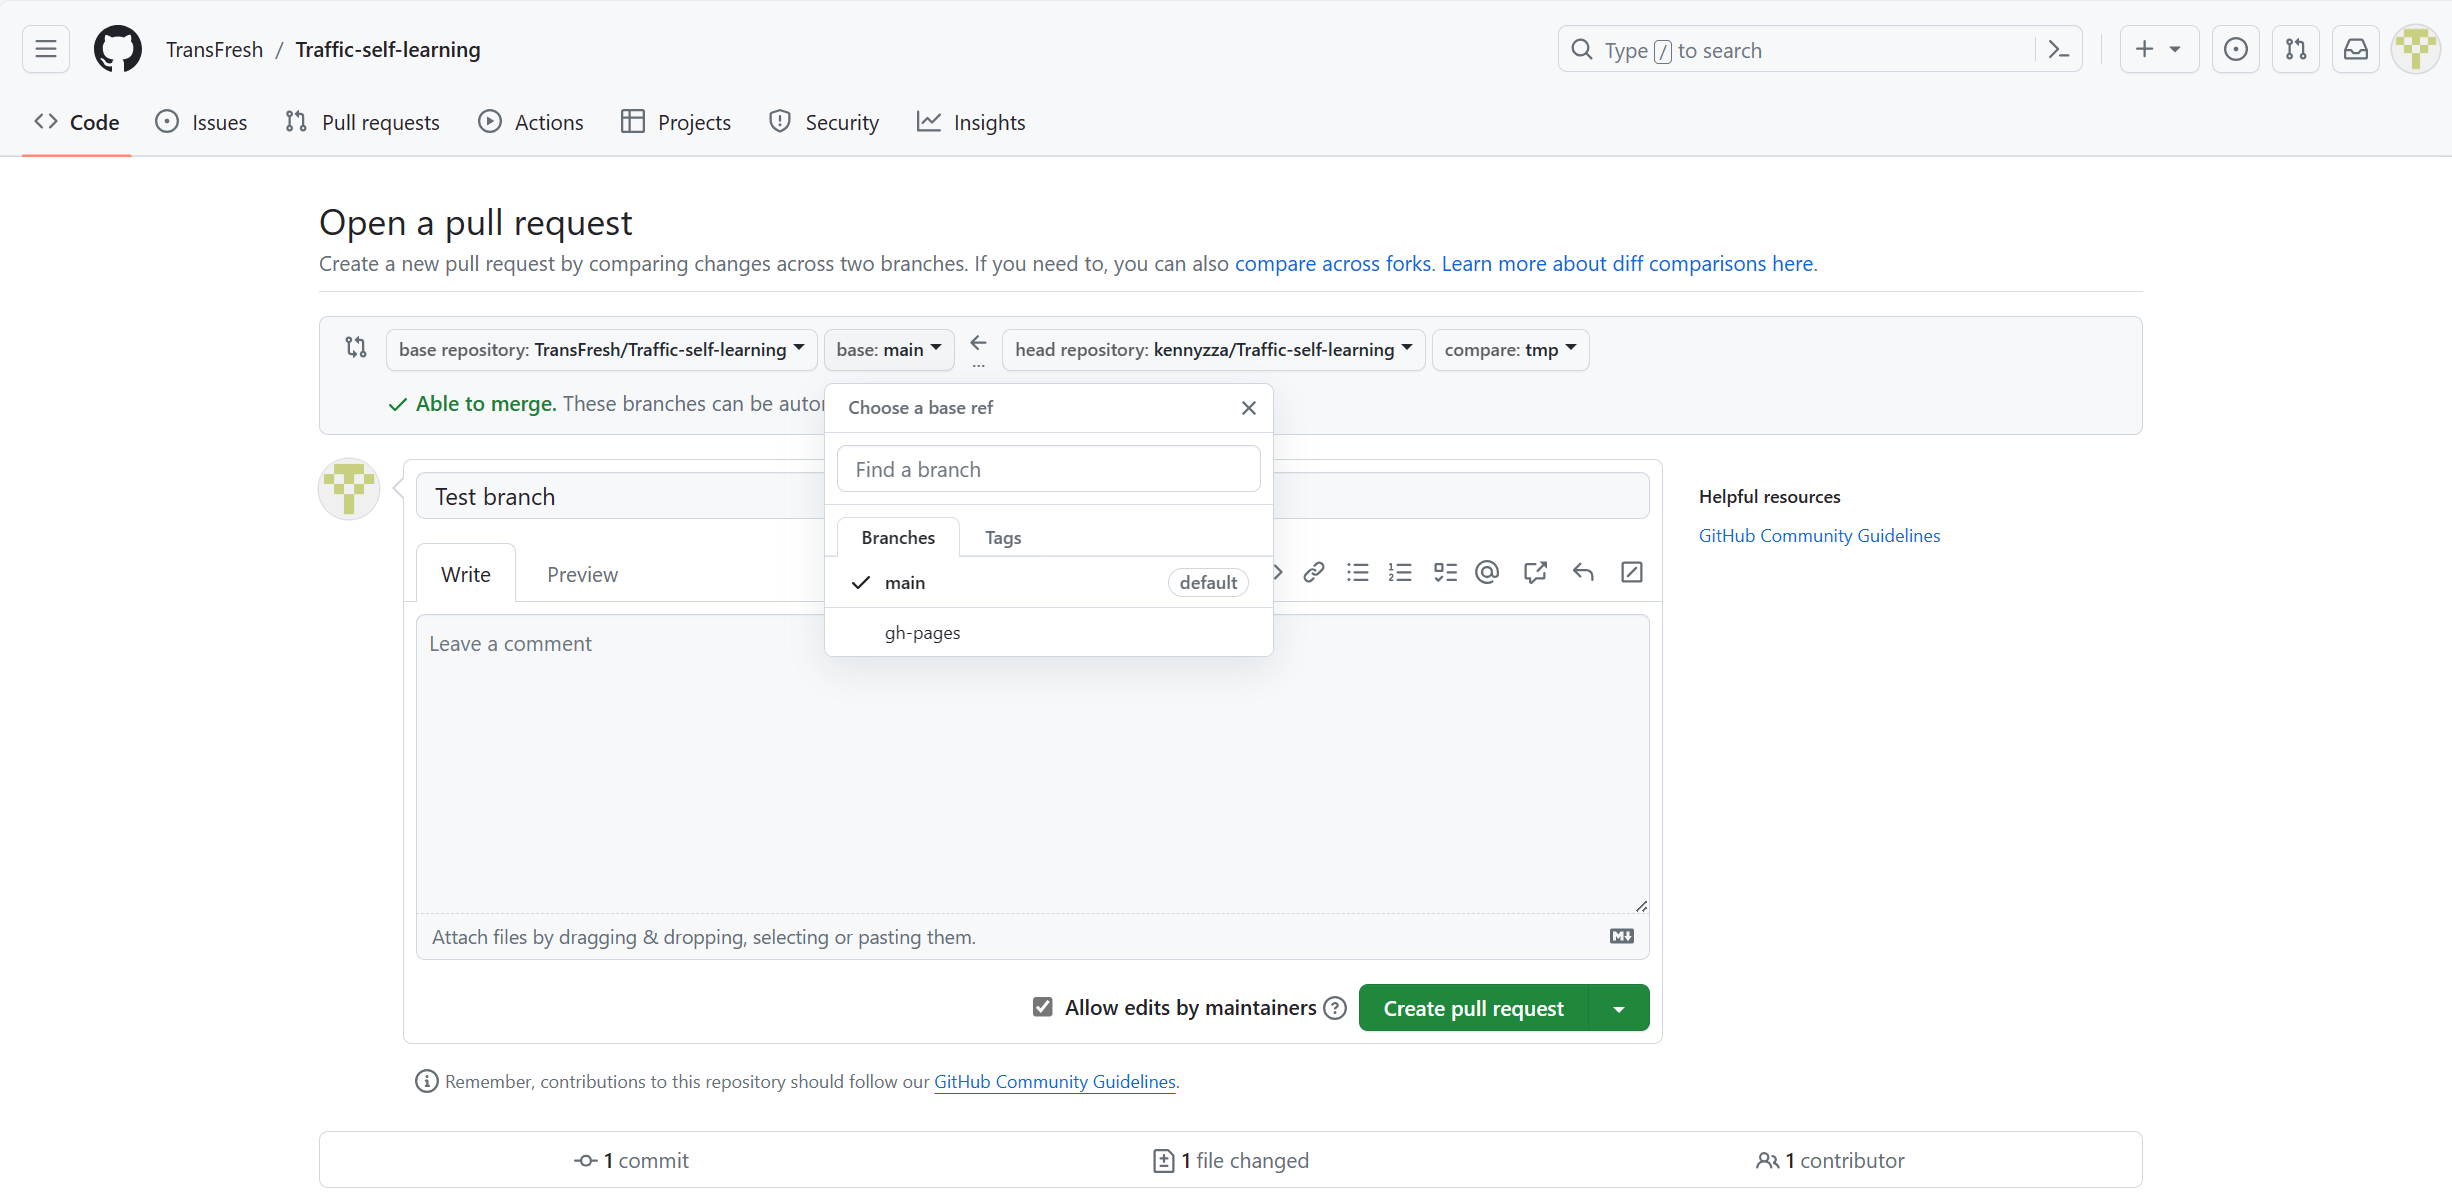 TransFresh / Traffic-self-learning
Type / to search
Code Issues Pull requests Actions Projects Security Insights
Open a pull request
Create a new pull request by comparing changes across two branches. If you need to, you can also compare across forks. Learn more about diff comparisons here.
base repository: TransFresh/Traffic-self-learning base: main ... head repository: kennyzza/Traffic-self-learning compare: tmp
Able to merge. These branches can be
Choose a base ref
Find a branch
Branches Tags
main default
gh-pages
Test branch
Helpful resources
GitHub Community Guidelines
Write Preview
Leave a comment
Attach files by dragging & dropping, selecting or pasting them.
Allow edits by maintainers Create pull request
Remember, contributions to this repository should follow our GitHub Community Guidelines.
1 commit 1 file changed 1 contributor